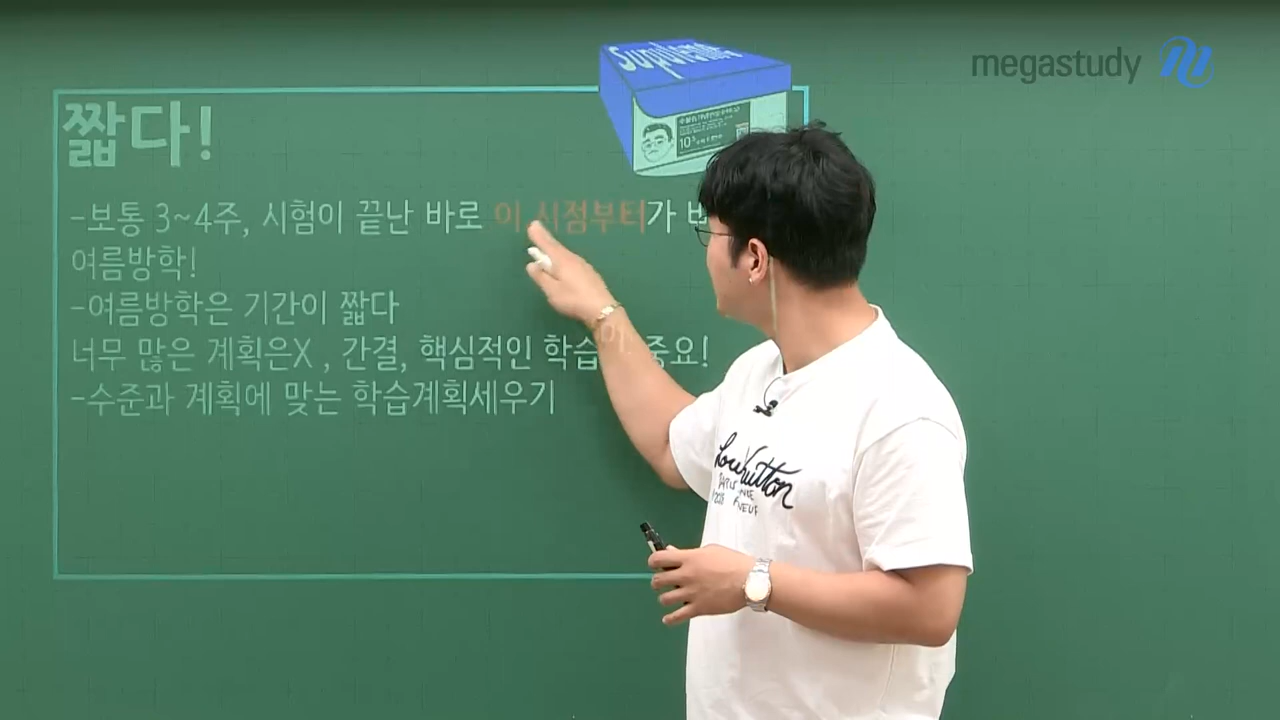 megastudy
짧다!
-보통 3~4주, 시험이 끝난 바로 이 시점부터가
여름방학!
-여름방학은 기간이 짧다
너무 많은 계획은X , 간결, 핵심적인 학습이 중요!
-수준과 계획에 맞는 학습계획세우기